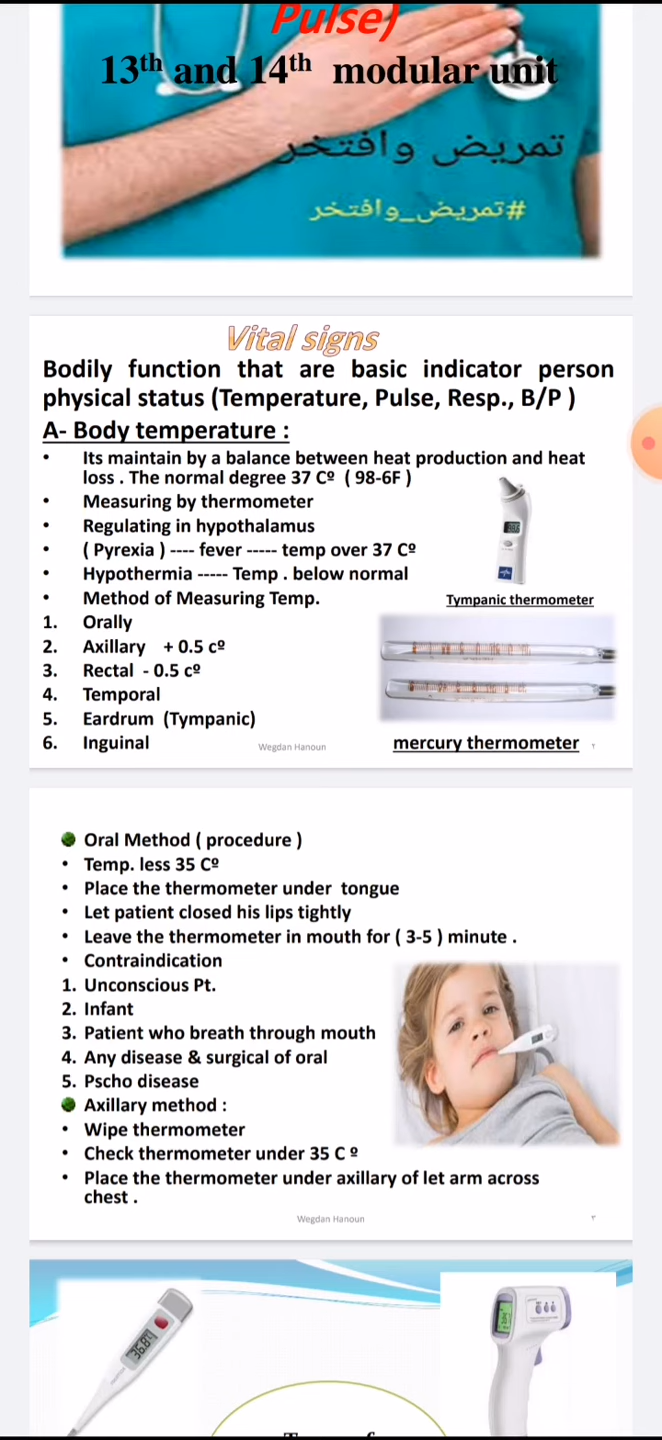 Pulse)
13th and 14th modular unit
تمريض وافتخر
#تمريض_وافتخر
Vital signs
Bodily function that are basic indicator person
physical status (Temperature, Pulse, Resp., B/P )
A- Body temperature :
• Its maintain by a balance between heat production and heat
loss . The normal degree 37 Cº ( 98-6F )
• Measuring by thermometer
• Regulating in hypothalamus
• ( Pyrexia ) ---- fever ----- temp over 37 Cº
• Hypothermia ----- Temp . below normal
• Method of Measuring Temp.
Tympanic thermometer
1. Orally
2. Axillary + 0.5 cº
3. Rectal - 0.5 cº
4. Temporal
5. Eardrum (Tympanic)
6. Inguinal
mercury thermometer
Wegdan Hanoun
٢
Oral Method ( procedure )
• Temp. less 35 Cº
• Place the thermometer under tongue
• Let patient closed his lips tightly
• Leave the thermometer in mouth for ( 3-5 ) minute .
• Contraindication
1. Unconscious Pt.
2. Infant
3. Patient who breath through mouth
4. Any disease & surgical of oral
5. Pscho disease
Axillary method :
• Wipe thermometer
• Check thermometer under 35 C º
• Place the thermometer under axillary of let arm across
chest .
Wegdan Hanoun
٣
36.8